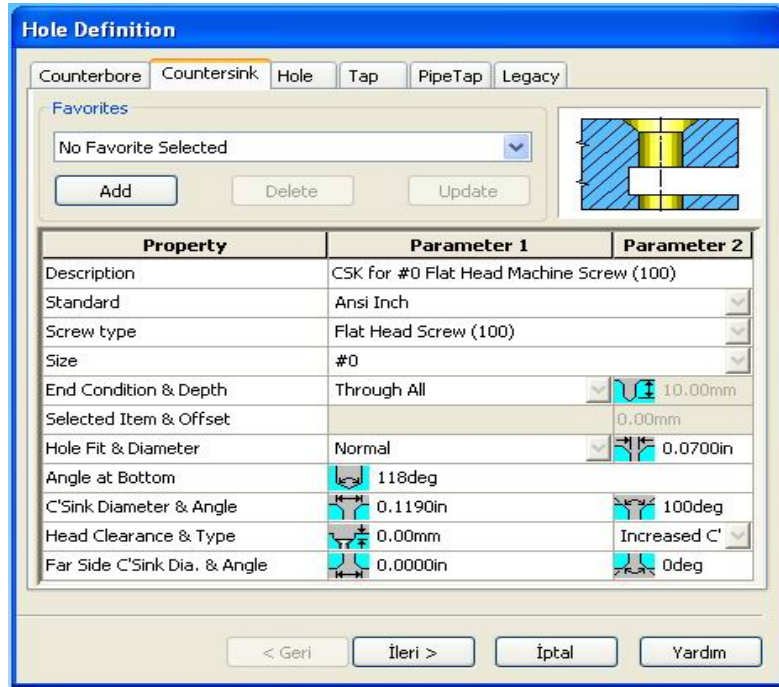 Hole Definition
Counterbore Countersink Hole Tap PipeTap Legacy
Favorites
No Favorite Selected
Add Delete Update
Property Parameter 1 Parameter 2
Description CSK for #0 Flat Head Machine Screw (100)
Standard Ansi Inch
Screw type Flat Head Screw (100)
Size #0
End Condition & Depth Through All 10.00mm
Selected Item & Offset 0.00mm
Hole Fit & Diameter Normal 0.0700in
Angle at Bottom 118deg
C'Sink Diameter & Angle 0.1190in 100deg
Head Clearance & Type 0.00mm Increased C'
Far Side C'Sink Dia. & Angle 0.0000in 0deg
< Geri İleri > İptal Yardım